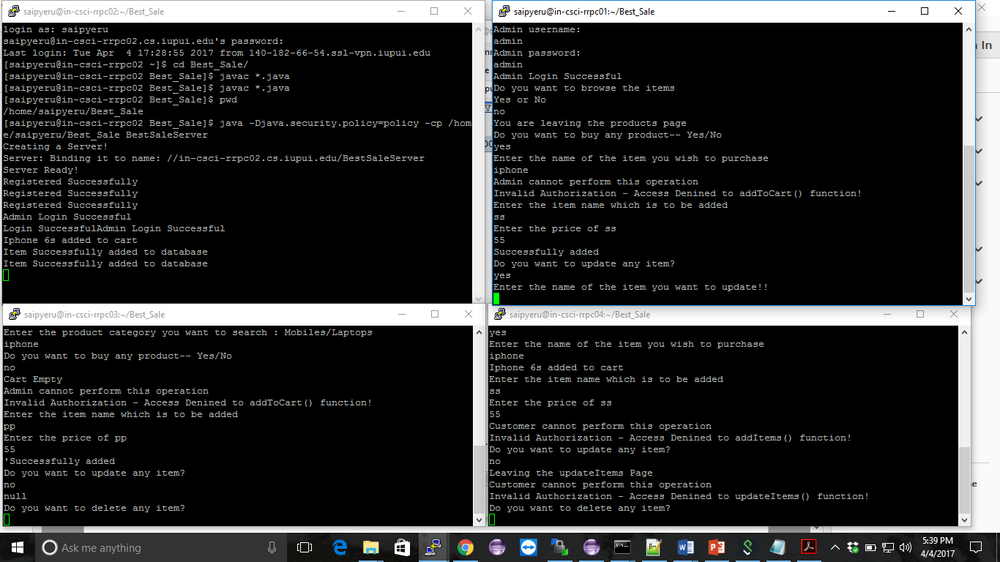 saipyeru@in-csci-rrpc02:~/Best_Sale
login as: saipyeru
saipyeru@in-csci-rrpc02.cs.iupui.edu's password:
Last login: Tue Apr  4 17:28:55 2017 from 140-182-66-54.ssl-vpn.iupui.edu
[saipyeru@in-csci-rrpc02 ~]$ cd Best_Sale/
[saipyeru@in-csci-rrpc02 Best_Sale]$ javac *.java
[saipyeru@in-csci-rrpc02 Best_Sale]$ javac *.java
[saipyeru@in-csci-rrpc02 Best_Sale]$ pwd
/home/saipyeru/Best_Sale
[saipyeru@in-csci-rrpc02 Best_Sale]$ java -Djava.security.policy=policy -cp /hom
e/saipyeru/Best_Sale BestSaleServer
Creating a Server!
Server: Binding it to name: //in-csci-rrpc02.cs.iupui.edu/BestSaleServer
Server Ready!
Registered Successfully
Registered Successfully
Registered Successfully
Admin Login Successful
Login SuccessfulAdmin Login Successful
Iphone 6s added to cart
Item Successfully added to database
Item Successfully added to database
saipyeru@in-csci-rrpc01:~/Best_Sale
Admin username:
admin
Admin password:
admin
Admin Login Successful
Do you want to browse the items
Yes or No
no
You are leaving the products page
Do you want to buy any product-- Yes/No
yes
Enter the name of the item you wish to purchase
iphone
Admin cannot perform this operation
Invalid Authorization - Access Denined to addToCart() function!
Enter the item name which is to be added
ss
Enter the price of ss
55
Successfully added
Do you want to update any item?
yes
Enter the name of the item you want to update!!
In
saipyeru@in-csci-rrpc03:~/Best_Sale
Enter the product category you want to search : Mobiles/Laptops
iphone
Do you want to buy any product-- Yes/No
no
Cart Empty
Admin cannot perform this operation
Invalid Authorization - Access Denined to addToCart() function!
Enter the item name which is to be added
pp
Enter the price of pp
55
'Successfully added
Do you want to update any item?
no
null
Do you want to delete any item?
saipyeru@in-csci-rrpc04:~/Best_Sale
yes
Enter the name of the item you wish to purchase
iphone
Iphone 6s added to cart
Enter the item name which is to be added
ss
Enter the price of ss
55
Customer cannot perform this operation
Invalid Authorization - Access Denined to addItems() function!
Do you want to update any item?
no
Leaving the updateItems Page
Customer cannot perform this operation
Invalid Authorization - Access Denined to updateItems() function!
Do you want to delete any item?
Ask me anything
5:39 PM
4/4/2017